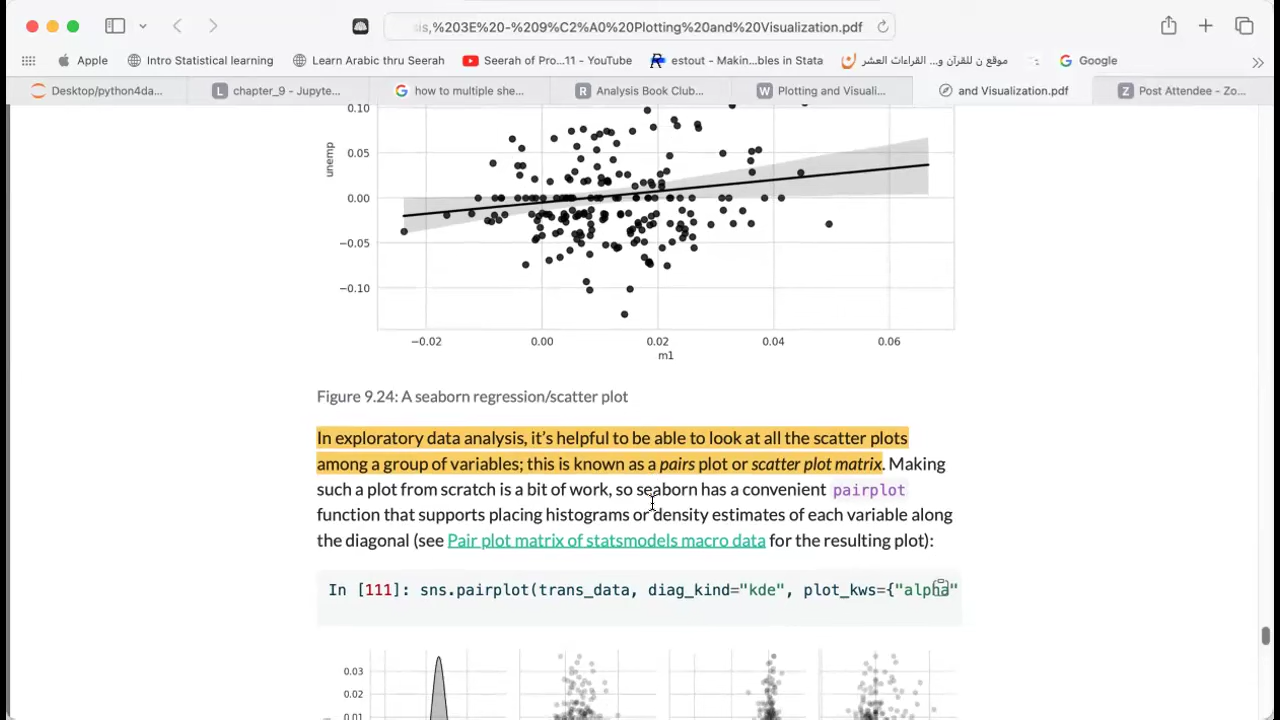 is,%203E%20-%209%C2%A0%20Plotting%20and%20Visualization.pdf
Apple Intro Statistical learning Learn Arabic thru Seerah Seerah of Pro...11 - YouTube estout - Makin...bles in Stata موقع ن للقرآن و... القراءات العشر Google
Desktop/python4da... chapter_9 - Jupyte... how to multiple she... Analysis Book Club... Plotting and Visuali... and Visualization.pdf Post Attendee - Zo...
0.10
0.05
0.00
−0.05
−0.10
unemp
−0.02 0.00 0.02 0.04 0.06
m1
Figure 9.24: A seaborn regression/scatter plot
In exploratory data analysis, it’s helpful to be able to look at all the scatter plots
among a group of variables; this is known as a pairs plot or scatter plot matrix. Making
such a plot from scratch is a bit of work, so seaborn has a convenient pairplot
function that supports placing histograms or density estimates of each variable along
the diagonal (see Pair plot matrix of statsmodels macro data for the resulting plot):
In [111]: sns.pairplot(trans_data, diag_kind="kde", plot_kws={"alpha"
0.03
0.02
0.01